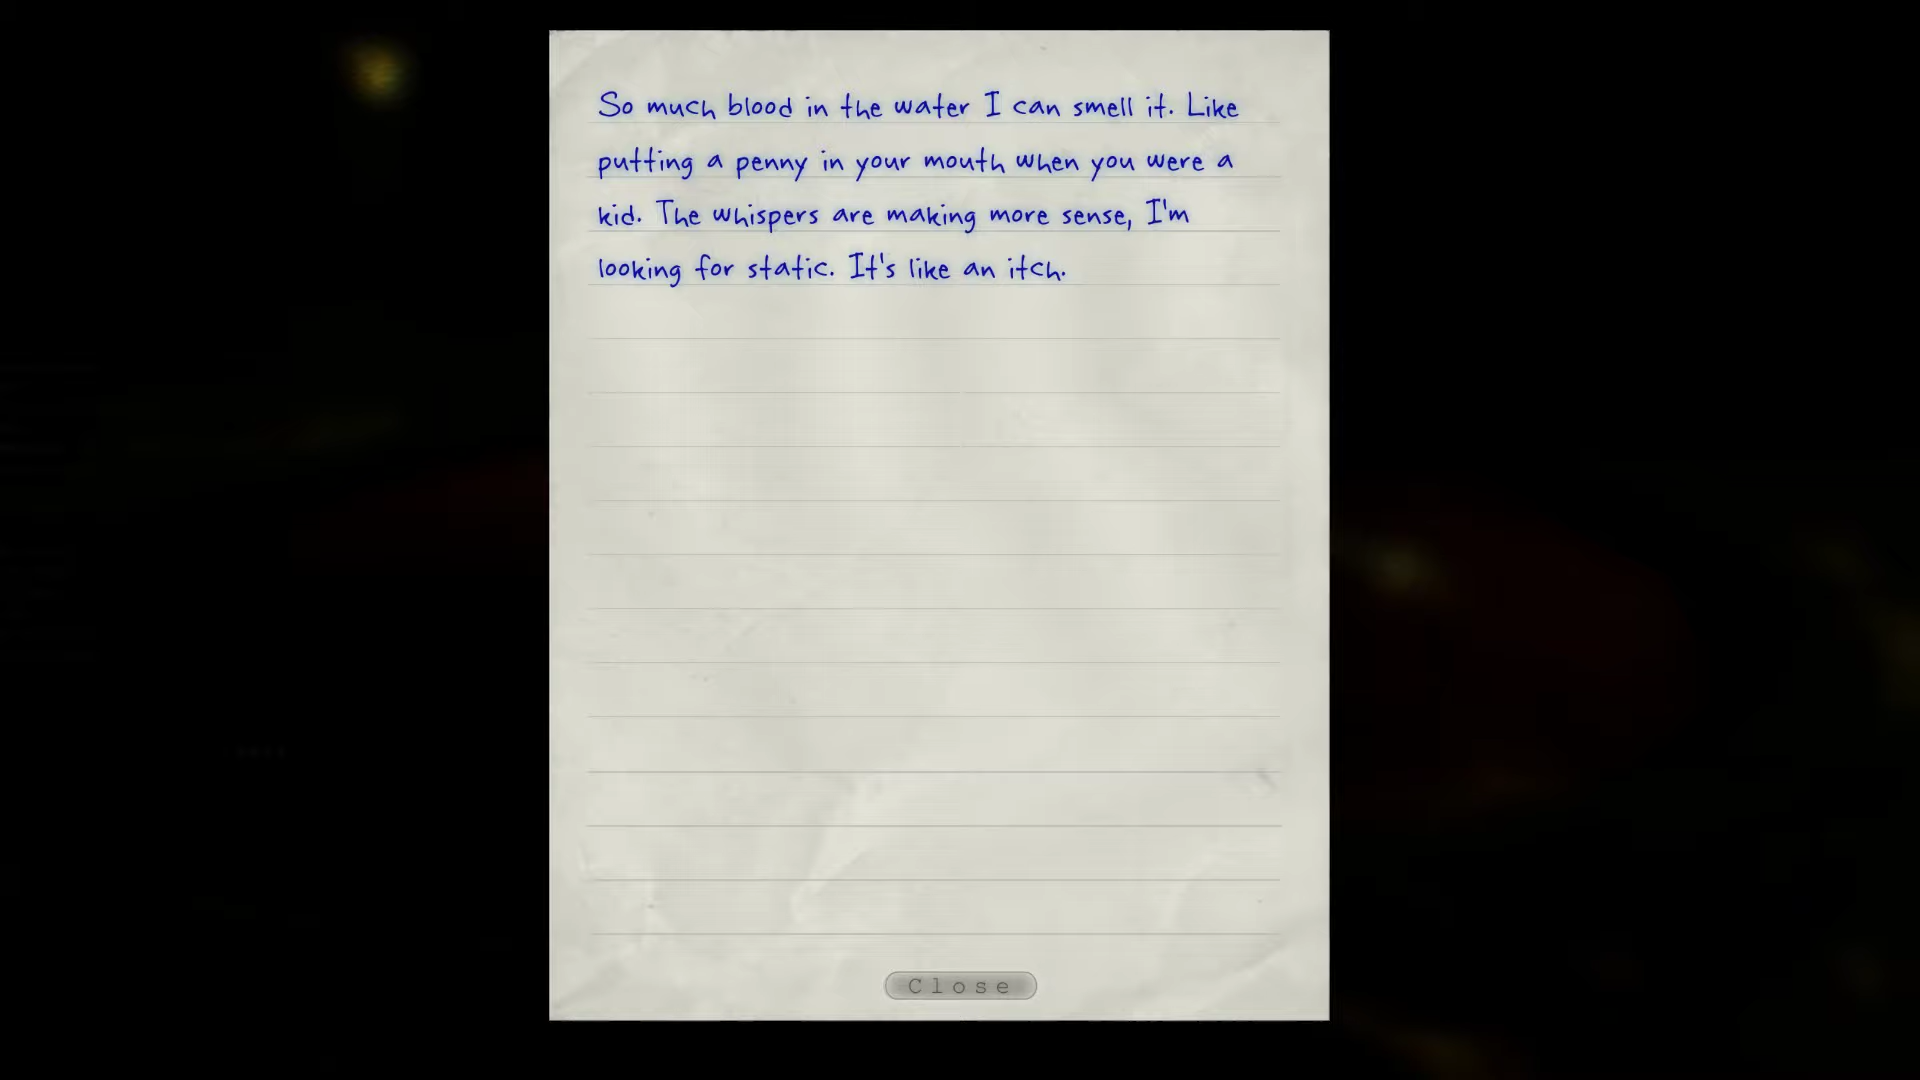 So much blood in the water I can smell it. Like
putting a penny in your mouth when you were a
kid. The whispers are making more sense, I'm
looking for static. It's like an itch.
Close